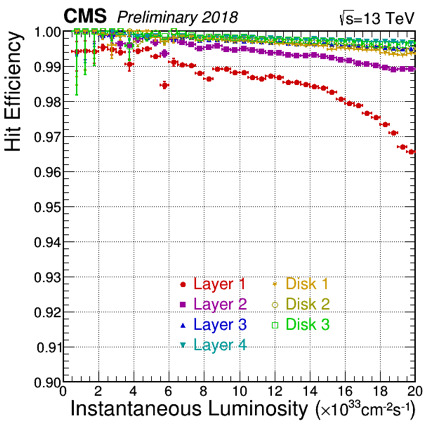 CMS Preliminary 2018 √s=13 TeV
Hit Efficiency
1.00
0.99
0.98
0.97
0.96
0.95
0.94
0.93
0.92
0.91
0.90
Layer 1 Disk 1
Layer 2 Disk 2
Layer 3 Disk 3
Layer 4
0 2 4 6 8 10 12 14 16 18 20
Instantaneous Luminosity (×10³³cm⁻²s⁻¹)